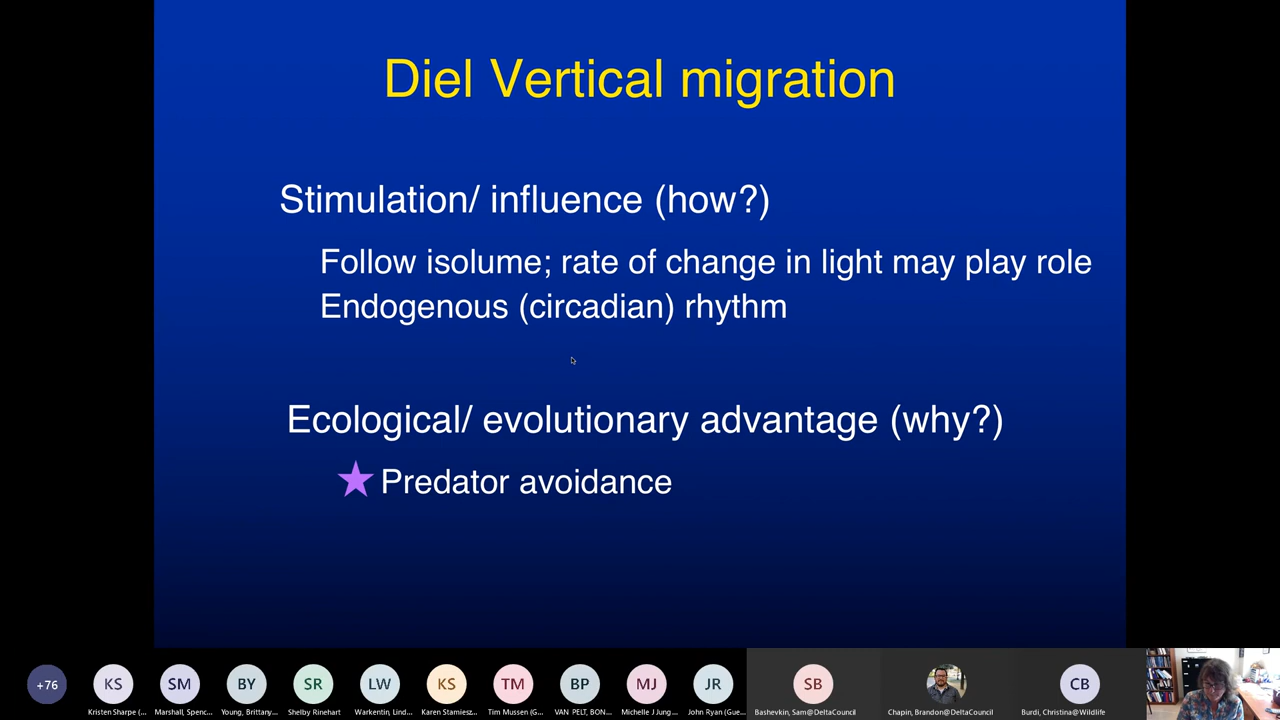 Diel Vertical migration
Stimulation/ influence (how?)
Follow isolume; rate of change in light may play role
Endogenous (circadian) rhythm
Ecological/ evolutionary advantage (why?)
Predator avoidance
+76
KS
SM
BY
SR
LW
KS
TM
BP
MJ
JR
SB
CB
Kristen Sharpe (...
Marshall, Spenc...
Young, Brittany...
Shelby Rinehart
Warkentin, Lind...
Karen Stamiesz...
Tim Mussen (G...
VAN PELT, BON...
Michelle J Jung...
John Ryan (Gue...
Bashevkin, Sam@DeltaCouncil
Chapin, Brandon@DeltaCouncil
Burdi, Christina@Wildlife